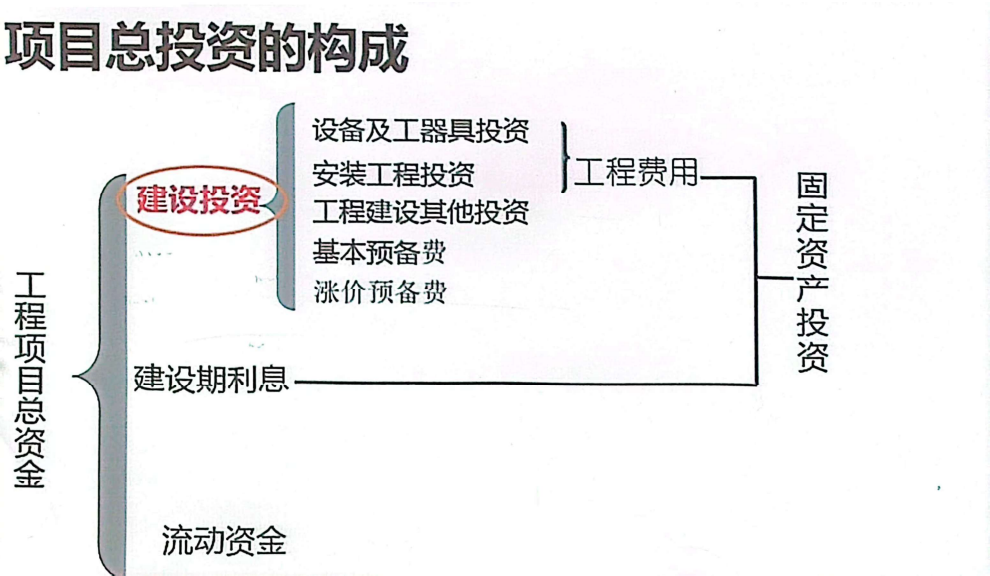 项目总投资的构成
设备及工器具投资
安装工程投资
工程费用
建设投资
工程建设其他投资
基本预备费
涨价预备费
固定资产投资
工程项目总资金
建设期利息
流动资金